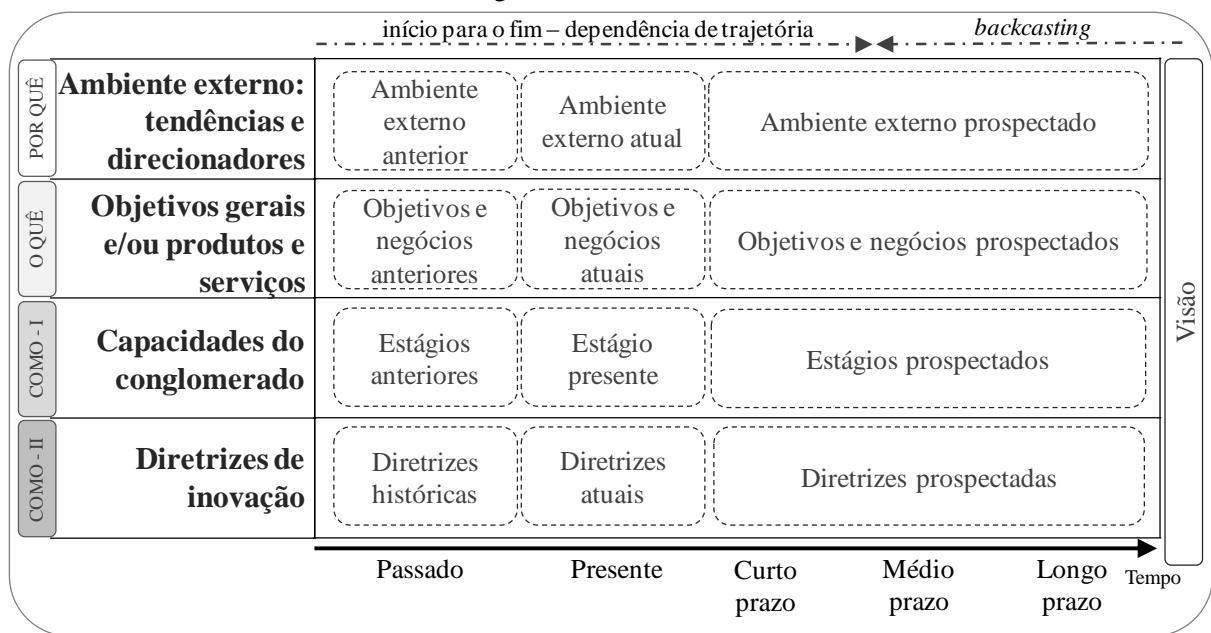 início para o fim – dependência de trajetória
backcasting
POR QUÊ
Ambiente externo:
tendências e
direcionadores
Ambiente
externo
anterior
Ambiente
externo atual
Ambiente externo prospectado
O QUÊ
Objetivos gerais
e/ou produtos e
serviços
Objetivos e
negócios
anteriores
Objetivos e
negócios
atuais
Objetivos e negócios prospectados
COMO - I
Capacidades do
conglomerado
Estágios
anteriores
Estágio
presente
Estágios prospectados
COMO - II
Diretrizes de
inovação
Diretrizes
históricas
Diretrizes
atuais
Diretrizes prospectadas
Visão
Passado
Presente
Curto
prazo
Médio
prazo
Longo
prazo
Tempo